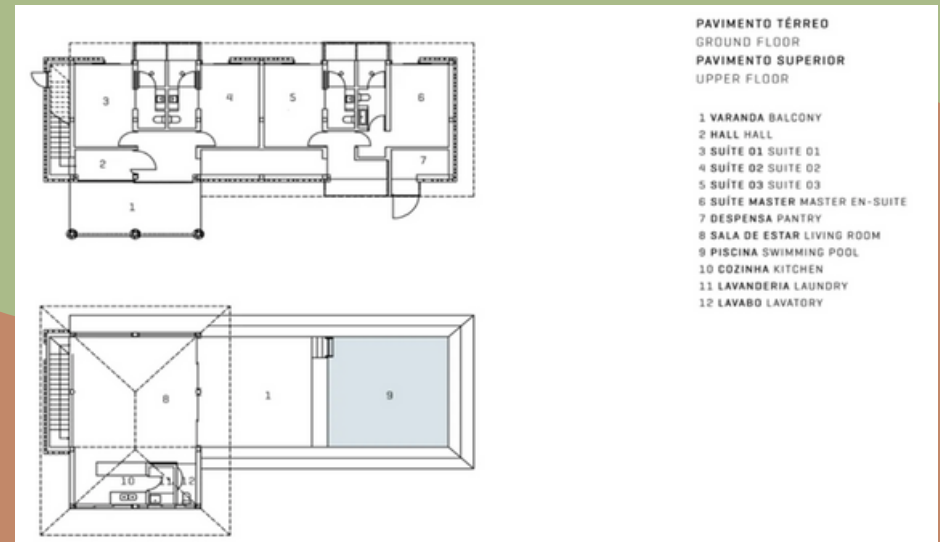 PAVIMENTO TÉRREO
GROUND FLOOR
PAVIMENTO SUPERIOR
UPPER FLOOR
1 VARANDA BALCONY
2 HALL HALL
3 SUÍTE 01 SUITE 01
4 SUÍTE 02 SUITE 02
5 SUÍTE 03 SUITE 03
6 SUÍTE MASTER MASTER EN-SUITE
7 DESPENSA PANTRY
8 SALA DE ESTAR LIVING ROOM
9 PISCINA SWIMMING POOL
10 COZINHA KITCHEN
11 LAVANDERIA LAUNDRY
12 LAVABO LAVATORY
3 4 5 6
2 7
1
8 1 9
10 11 12